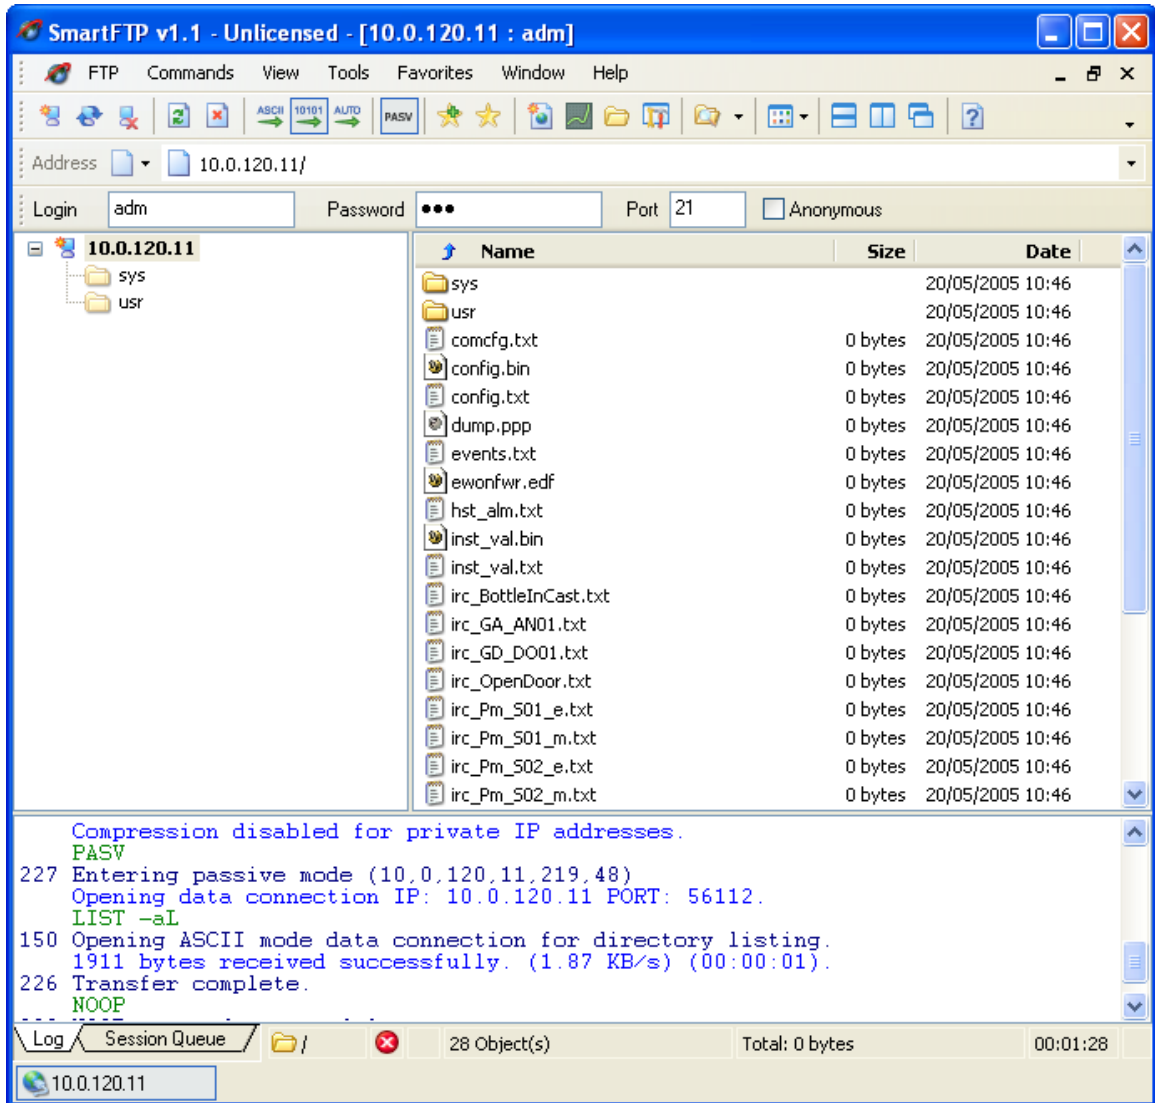 SmartFTP v1.1 - Unlicensed - [10.0.120.11 : adm]
FTP Commands View Tools Favorites Window Help
ASCII 10101 AUTO PASV
Address 10.0.120.11/
Login adm Password ●●● Port 21 Anonymous
10.0.120.11
sys
usr
Name Size Date
sys 20/05/2005 10:46
usr 20/05/2005 10:46
comcfg.txt 0 bytes 20/05/2005 10:46
config.bin 0 bytes 20/05/2005 10:46
config.txt 0 bytes 20/05/2005 10:46
dump.ppp 0 bytes 20/05/2005 10:46
events.txt 0 bytes 20/05/2005 10:46
ewonfwr.edf 0 bytes 20/05/2005 10:46
hst_alm.txt 0 bytes 20/05/2005 10:46
inst_val.bin 0 bytes 20/05/2005 10:46
inst_val.txt 0 bytes 20/05/2005 10:46
irc_BottleInCast.txt 0 bytes 20/05/2005 10:46
irc_GA_AN01.txt 0 bytes 20/05/2005 10:46
irc_GD_DO01.txt 0 bytes 20/05/2005 10:46
irc_OpenDoor.txt 0 bytes 20/05/2005 10:46
irc_Pm_S01_e.txt 0 bytes 20/05/2005 10:46
irc_Pm_S01_m.txt 0 bytes 20/05/2005 10:46
irc_Pm_S02_e.txt 0 bytes 20/05/2005 10:46
irc_Pm_S02_m.txt 0 bytes 20/05/2005 10:46
Compression disabled for private IP addresses.
PASV
227 Entering passive mode (10,0,120,11,219,48)
Opening data connection IP: 10.0.120.11 PORT: 56112.
LIST -aL
150 Opening ASCII mode data connection for directory listing.
1911 bytes received successfully. (1.87 KB/s) (00:00:01).
226 Transfer complete.
NOOP
Log Session Queue / 28 Object(s) Total: 0 bytes 00:01:28
10.0.120.11